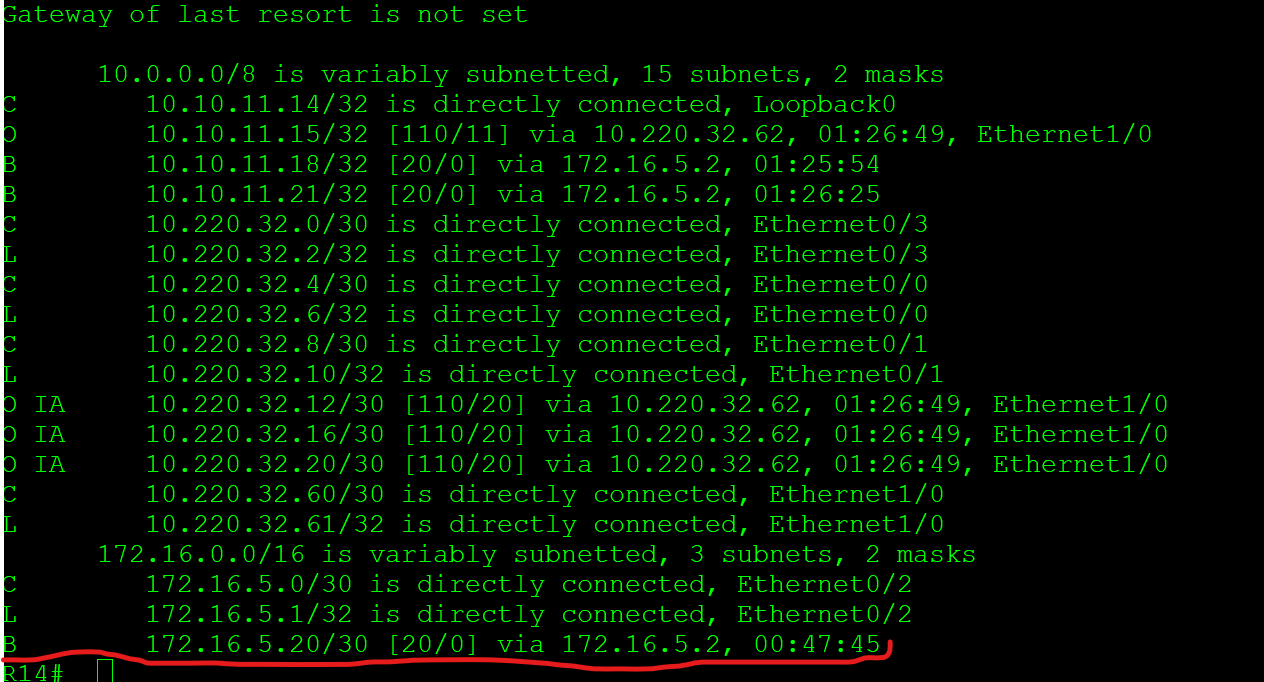 Gateway of last resort is not set
10.0.0.0/8 is variably subnetted, 15 subnets, 2 masks
C 10.10.11.14/32 is directly connected, Loopback0
O 10.10.11.15/32 [110/11] via 10.220.32.62, 01:26:49, Ethernet1/0
B 10.10.11.18/32 [20/0] via 172.16.5.2, 01:25:54
B 10.10.11.21/32 [20/0] via 172.16.5.2, 01:26:25
C 10.220.32.0/30 is directly connected, Ethernet0/3
L 10.220.32.2/32 is directly connected, Ethernet0/3
C 10.220.32.4/30 is directly connected, Ethernet0/0
L 10.220.32.6/32 is directly connected, Ethernet0/0
C 10.220.32.8/30 is directly connected, Ethernet0/1
L 10.220.32.10/32 is directly connected, Ethernet0/1
O IA 10.220.32.12/30 [110/20] via 10.220.32.62, 01:26:49, Ethernet1/0
O IA 10.220.32.16/30 [110/20] via 10.220.32.62, 01:26:49, Ethernet1/0
O IA 10.220.32.20/30 [110/20] via 10.220.32.62, 01:26:49, Ethernet1/0
C 10.220.32.60/30 is directly connected, Ethernet1/0
L 10.220.32.61/32 is directly connected, Ethernet1/0
172.16.0.0/16 is variably subnetted, 3 subnets, 2 masks
C 172.16.5.0/30 is directly connected, Ethernet0/2
L 172.16.5.1/32 is directly connected, Ethernet0/2
B 172.16.5.20/30 [20/0] via 172.16.5.2, 00:47:45
R14#